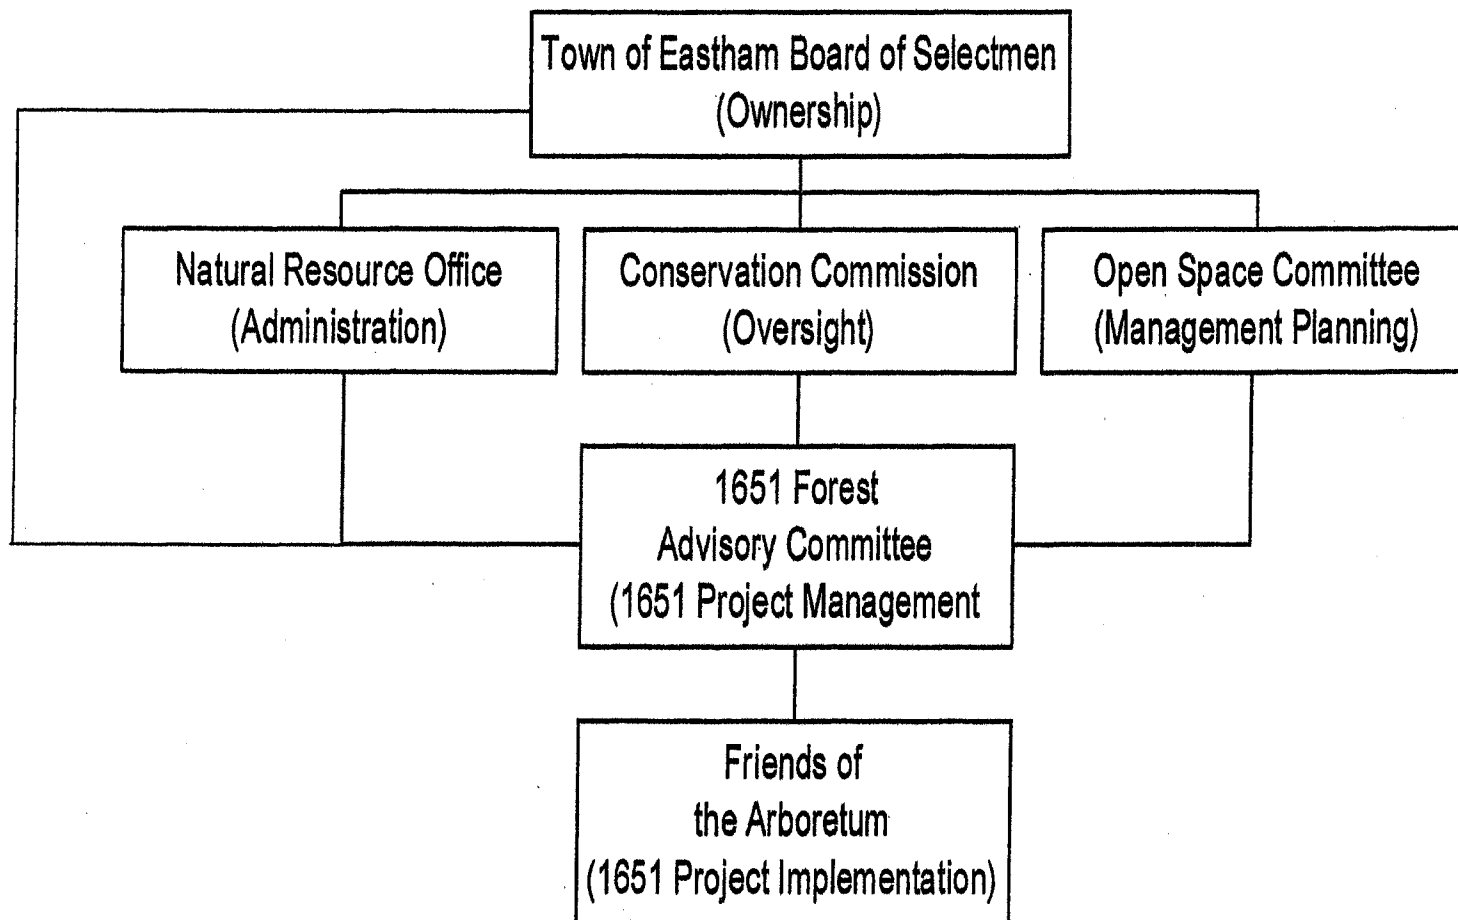 Town of Eastham Board of Selectmen
(Ownership)
Natural Resource Office
(Administration)
Conservation Commission
(Oversight)
Open Space Committee
(Management Planning)
1651 Forest
Advisory Committee
(1651 Project Management
Friends of
the Arboretum
(1651 Project Implementation)